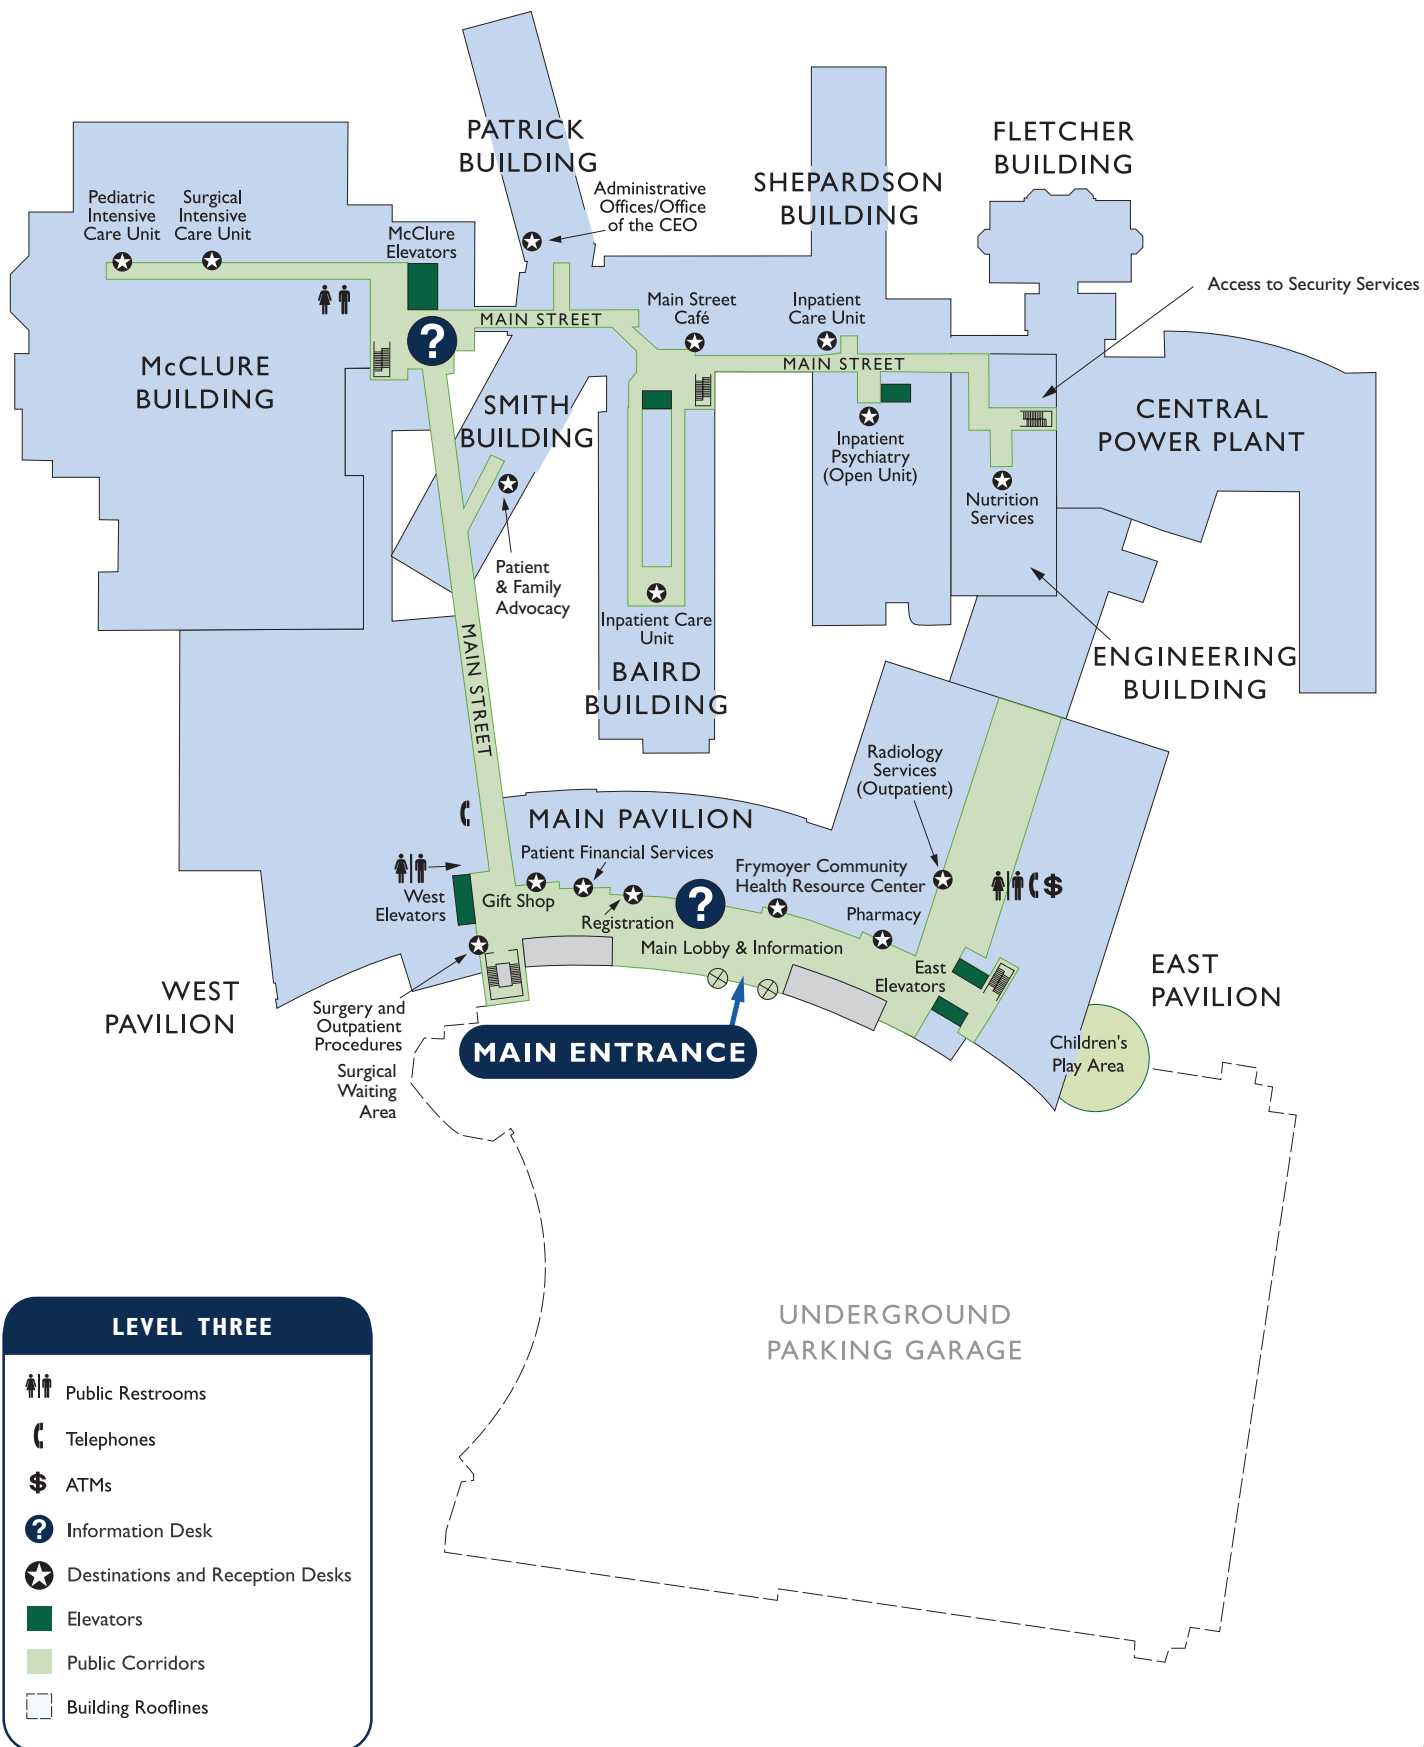 PATRICK
BUILDING
FLETCHER
BUILDING
SHEPARDSON
BUILDING
Pediatric
Intensive
Care Unit
Surgical
Intensive
Care Unit
McClure
Elevators
Administrative
Offices/Office
of the CEO
Access to Security Services
Main Street
Café
Inpatient
Care Unit
MAIN STREET
?
MAIN STREET
McCLURE
BUILDING
SMITH
BUILDING
CENTRAL
POWER PLANT
Inpatient
Psychiatry
(Open Unit)
Nutrition
Services
Patient
& Family
Advocacy
Inpatient Care
Unit
BAIRD
BUILDING
MAIN STREET
ENGINEERING
BUILDING
Radiology
Services
(Outpatient)
MAIN PAVILION
Patient Financial Services
Frymoyer Community
Health Resource Center
West
Elevators
Gift Shop
Registration
?
Pharmacy
$
Main Lobby & Information
East
Elevators
WEST
PAVILION
EAST
PAVILION
Surgery and
Outpatient
Procedures
Surgical
Waiting
Area
MAIN ENTRANCE
Children's
Play Area
UNDERGROUND
PARKING GARAGE
LEVEL THREE
Public Restrooms
Telephones
$ ATMs
? Information Desk
Destinations and Reception Desks
Elevators
Public Corridors
Building Rooflines